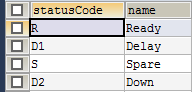 statusCode name
R Ready
D1 Delay
S Spare
D2 Down